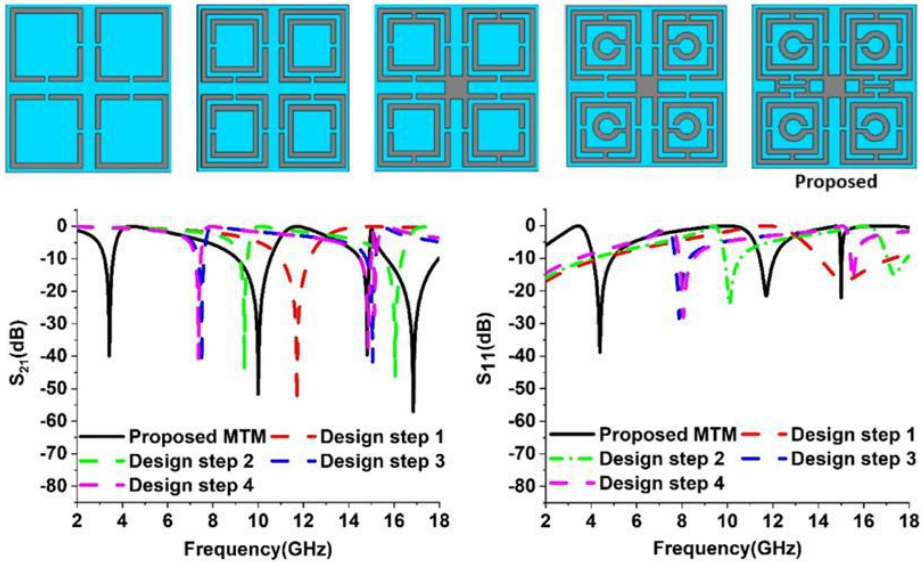 Proposed
0
-10
-20
-30
-40
-50
-60
-70
-80
S21(dB)
Proposed MTM
Design step 1
Design step 2
Design step 3
Design step 4
2 4 6 8 10 12 14 16 18
Frequency(GHz)
0
-10
-20
-30
-40
-50
-60
-70
-80
S11(dB)
Proposed MTM
Design step 1
Design step 2
Design step 3
Design step 4
2 4 6 8 10 12 14 16 18
Frequency(GHz)